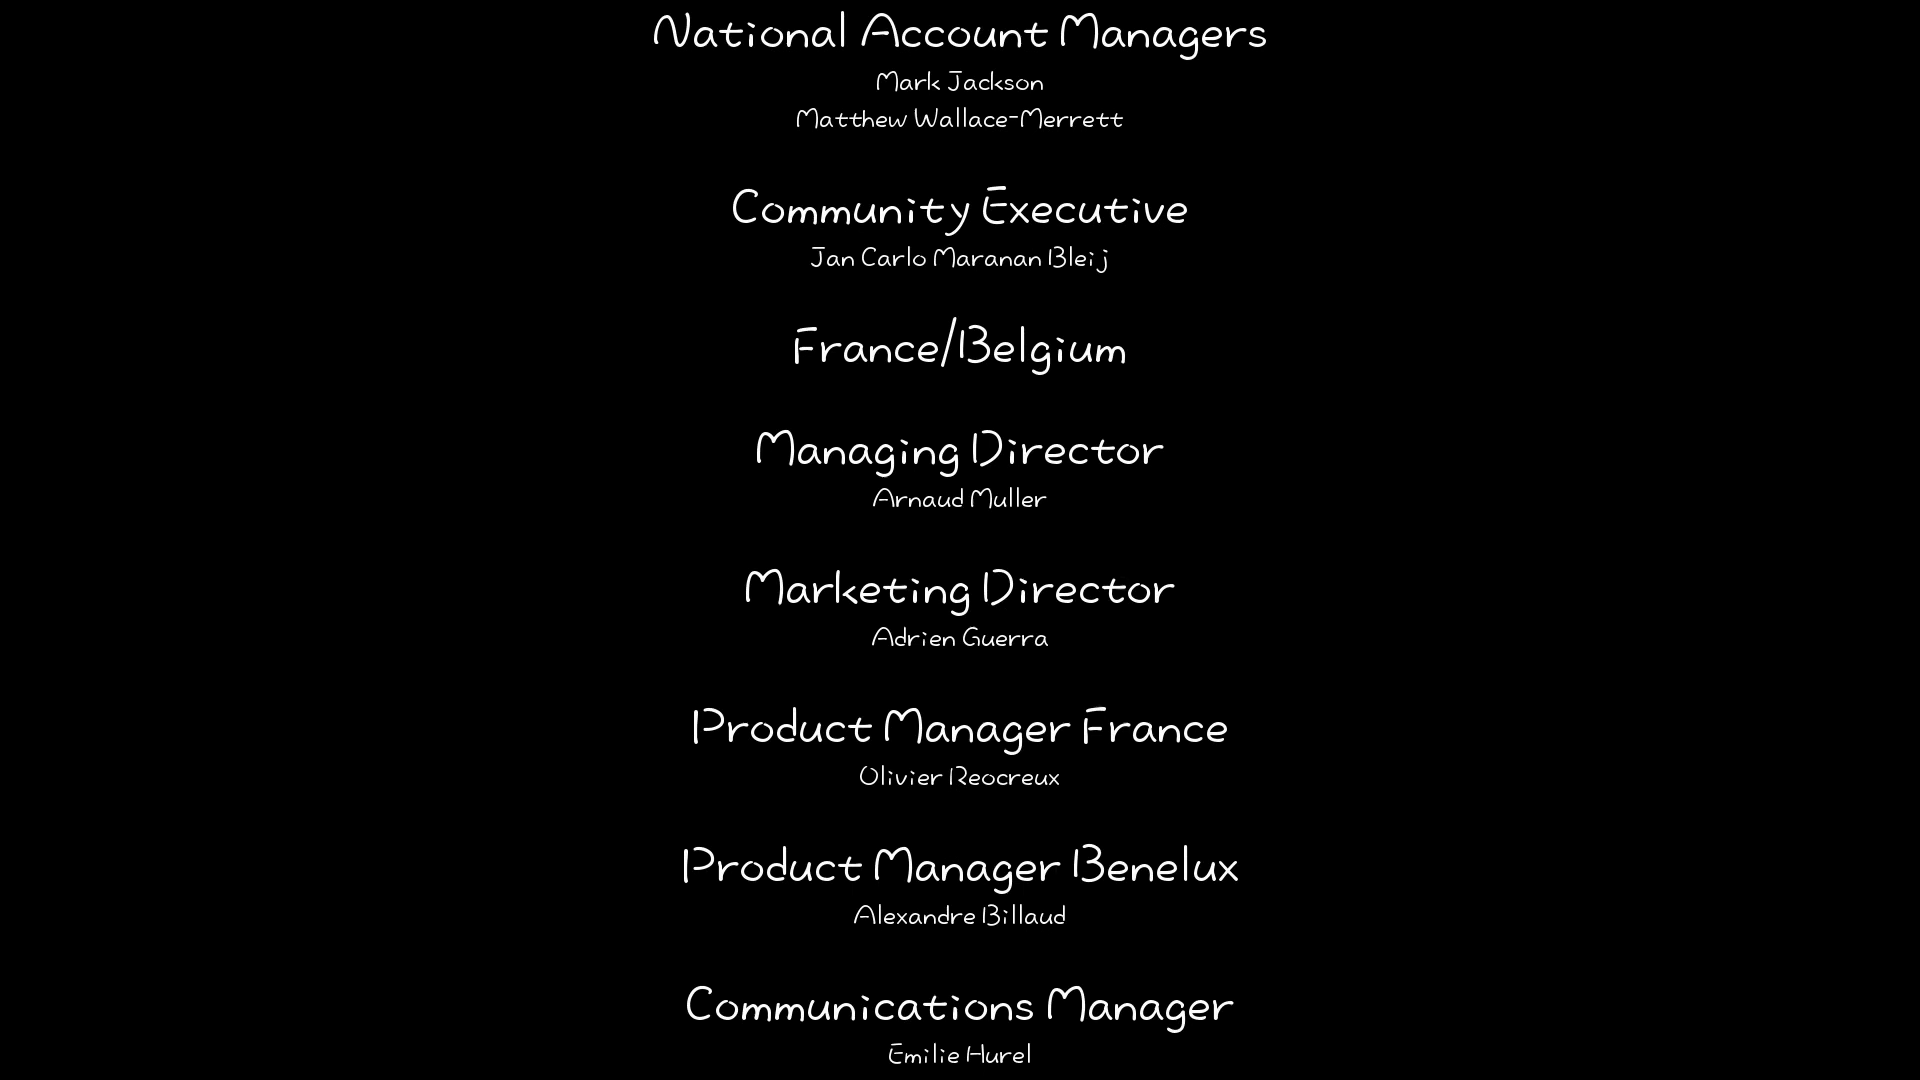 National Account Managers
Mark Jackson
Matthew Wallace-Merrett
Community Executive
Jan Carlo Maranan Bleij
France/Belgium
Managing Director
Arnaud Muller
Marketing Director
Adrien Guerra
Product Manager France
Olivier Reocreux
Product Manager Benelux
Alexandre Billaud
Communications Manager
Emilie Hurel